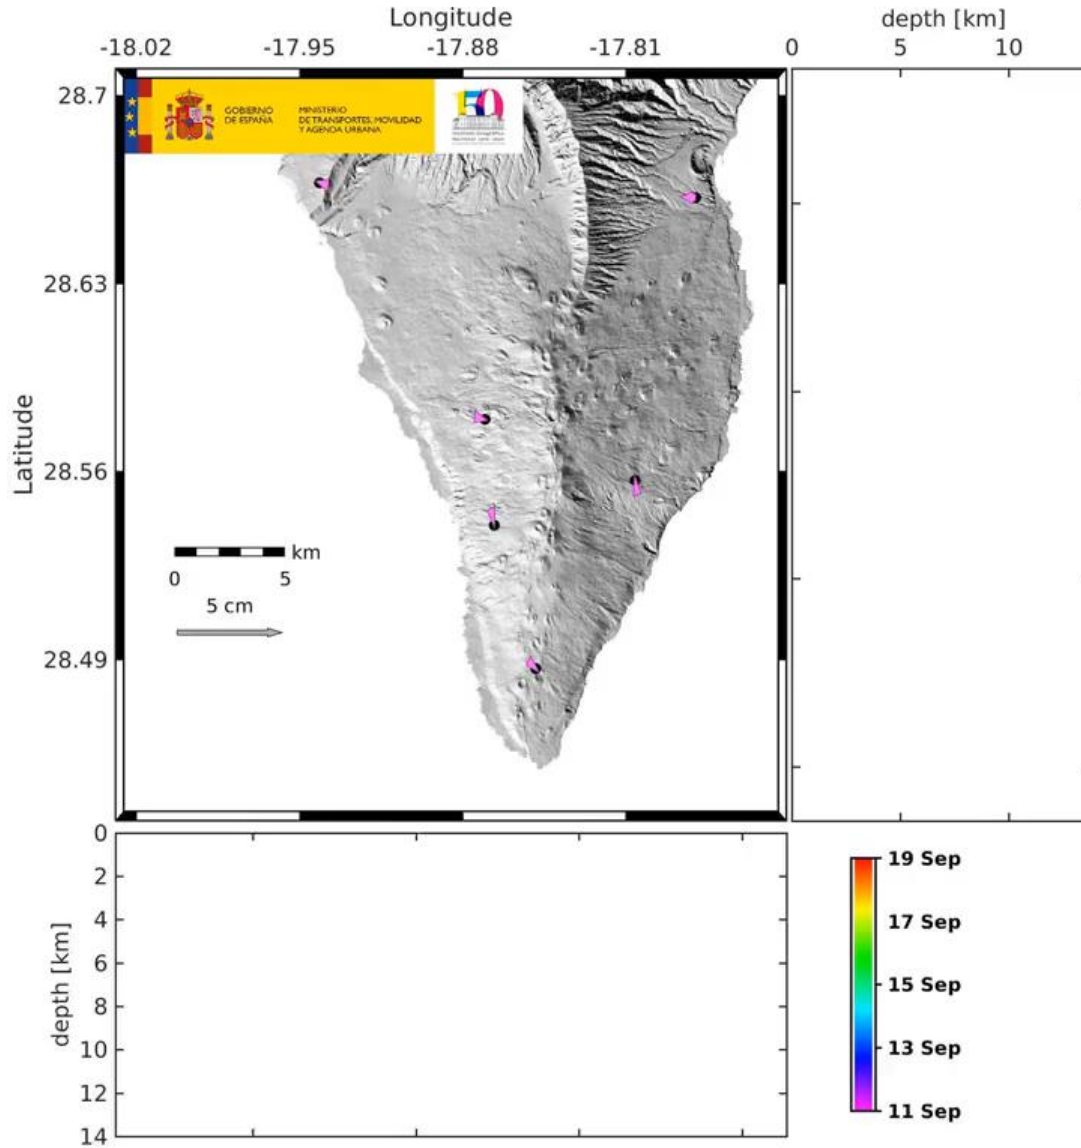 Longitude
depth [km]
-18.02 -17.95 -17.88 -17.81 0 5 10
28.7
GOBIERNO
DE ESPAÑA
MINISTERIO
DE TRANSPORTES, MOVILIDAD
Y AGENDA URBANA
150
28.63
Latitude
28.56
km
0 5
5 cm
28.49
0
2
4
6
8
10
12
14
depth [km]
19 Sep
17 Sep
15 Sep
13 Sep
11 Sep